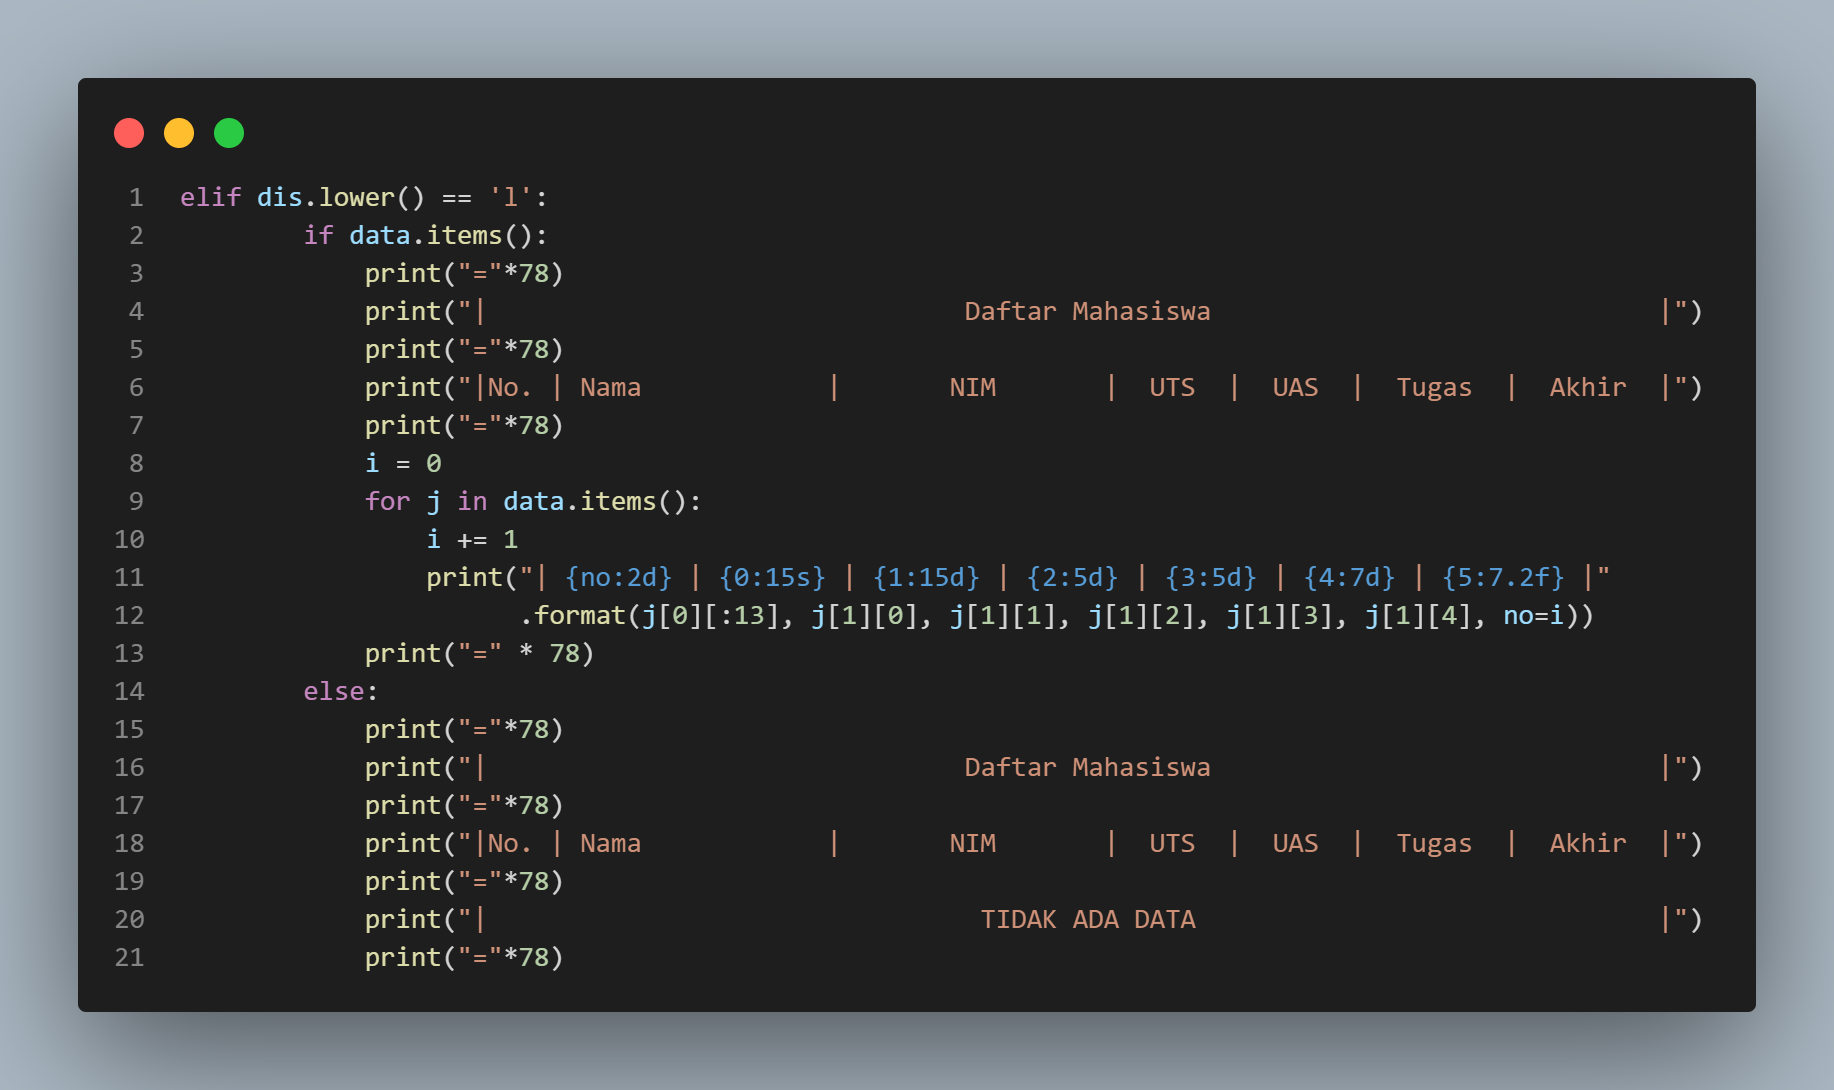 1 elif dis.lower() == 'l':
2         if data.items():
3             print("="*78)
4             print("|                               Daftar Mahasiswa                             |")
5             print("="*78)
6             print("|No. | Nama            |       NIM       |  UTS  |  UAS  |  Tugas  |  Akhir  |")
7             print("="*78)
8             i = 0
9             for j in data.items():
10                 i += 1
11                 print("| {no:2d} | {0:15s} | {1:15d} | {2:5d} | {3:5d} | {4:7d} | {5:7.2f} |"
12                       .format(j[0][:13], j[1][0], j[1][1], j[1][2], j[1][3], j[1][4], no=i))
13             print("=" * 78)
14         else:
15             print("="*78)
16             print("|                               Daftar Mahasiswa                             |")
17             print("="*78)
18             print("|No. | Nama            |       NIM       |  UTS  |  UAS  |  Tugas  |  Akhir  |")
19             print("="*78)
20             print("|                                TIDAK ADA DATA                              |")
21             print("="*78)